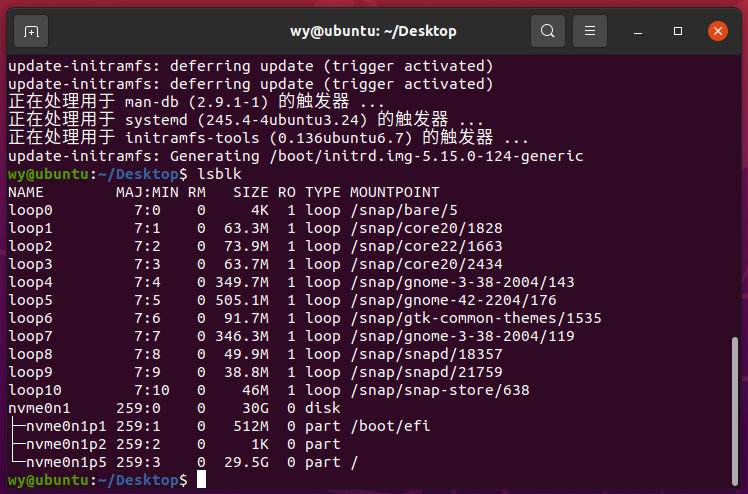 wy@ubuntu: ~/Desktop
update-initramfs: deferring update (trigger activated)
update-initramfs: deferring update (trigger activated)
正在处理用于 man-db (2.9.1-1) 的触发器 ...
正在处理用于 systemd (245.4-4ubuntu3.24) 的触发器 ...
正在处理用于 initramfs-tools (0.136ubuntu6.7) 的触发器 ...
update-initramfs: Generating /boot/initrd.img-5.15.0-124-generic
wy@ubuntu:~/Desktop$ lsblk
NAME        MAJ:MIN RM   SIZE RO TYPE MOUNTPOINT
loop0         7:0    0     4K  1 loop /snap/bare/5
loop1         7:1    0  63.3M  1 loop /snap/core20/1828
loop2         7:2    0  73.9M  1 loop /snap/core22/1663
loop3         7:3    0  63.7M  1 loop /snap/core20/2434
loop4         7:4    0 349.7M  1 loop /snap/gnome-3-38-2004/143
loop5         7:5    0 505.1M  1 loop /snap/gnome-42-2204/176
loop6         7:6    0  91.7M  1 loop /snap/gtk-common-themes/1535
loop7         7:7    0 346.3M  1 loop /snap/gnome-3-38-2004/119
loop8         7:8    0  49.9M  1 loop /snap/snapd/18357
loop9         7:9    0  38.8M  1 loop /snap/snapd/21759
loop10        7:10   0    46M  1 loop /snap/snap-store/638
nvme0n1     259:0    0    30G  0 disk
├─nvme0n1p1 259:1    0   512M  0 part /boot/efi
├─nvme0n1p2 259:2    0     1K  0 part
└─nvme0n1p5 259:3    0  29.5G  0 part /
wy@ubuntu:~/Desktop$